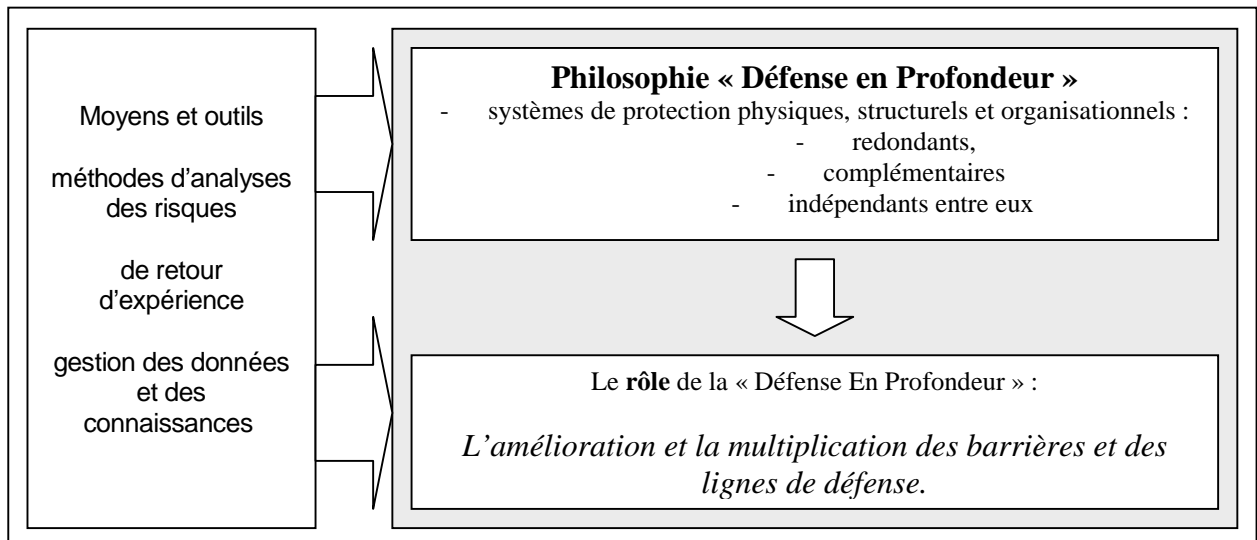 Moyens et outils
méthodes d'analyses
des risques
de retour
d'expérience
gestion des données
et des
connaissances
Philosophie « Défense en Profondeur »
- systèmes de protection physiques, structurels et organisationnels :
- redondants,
- complémentaires
- indépendants entre eux
Le rôle de la « Défense En Profondeur » :
L'amélioration et la multiplication des barrières et des
lignes de défense.